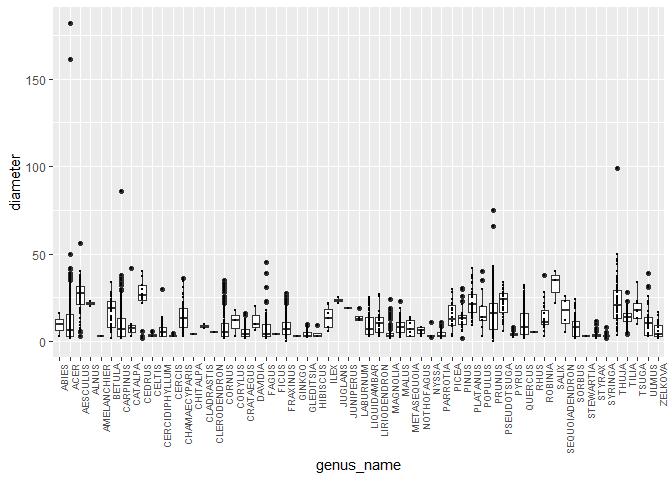 150
100
50
0
diameter
ABIES
ACER
AESCULUS
ALNUS
AMELANCHIER
BETULA
CARPINUS
CATALPA
CEDRUS
CELTIS
CERCIDIPHYLLUM
CERCIS
CHAMAECYPARIS
CHITALPA
CLADRASTIS
CLERODENDRON
CORNUS
CORYLUS
CRATAEGUS
DAVIDIA
FAGUS
FICUS
FRAXINUS
GINKGO
GLEDITSIA
HIBISCUS
ILEX
JUGLANS
JUNIPERUS
LABURNUM
LIQUIDAMBAR
LIRIODENDRON
MAGNOLIA
MALUS
METASEQUOIA
NOTHOFAGUS
NYSSA
PARROTIA
PICEA
PINUS
PLATANUS
POPULUS
PRUNUS
PSEUDOTSUGA
PYRUS
QUERCUS
RHUS
ROBINIA
SALIX
SEQUOIADENDRON
SORBUS
STEWARTIA
STYRAX
SYRINGA
THUJA
TILIA
TSUGA
ULMUS
ZELKOVA
genus_name